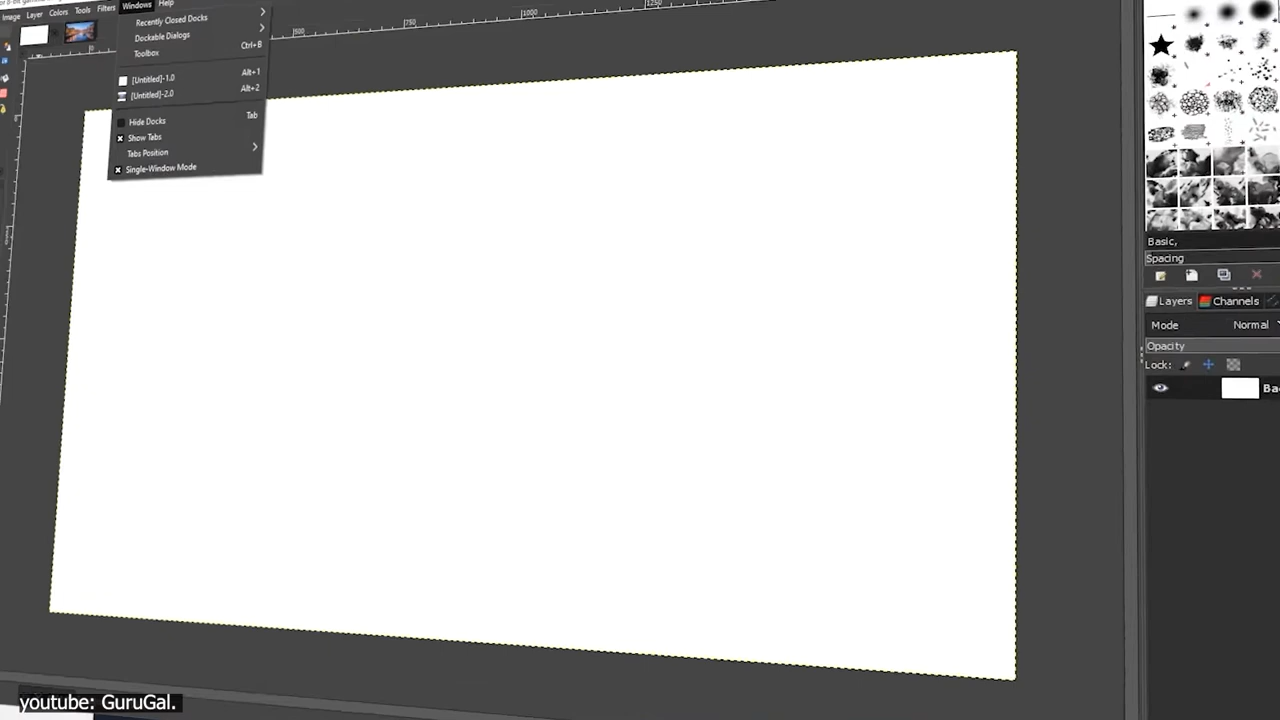 Image Layer Colors Tools Filters Windows Help
Recently Closed Docks
Dockable Dialogs
Toolbox Ctrl+B
[Untitled]-1.0 Alt+1
[Untitled]-2.0 Alt+2
Hide Docks Tab
Show Tabs
Tabs Position
Single-Window Mode
500
750
1000
1250
Basic,
Spacing
Layers Channels
Mode Normal
Opacity
Lock:
Ba
youtube: GuruGal.